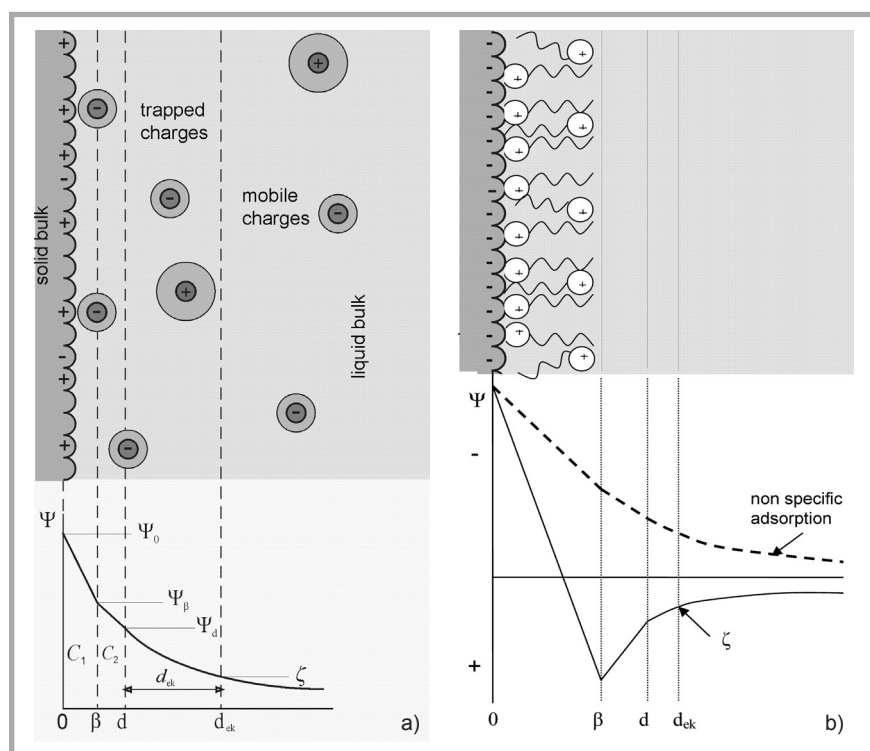 trapped
charges
mobile
charges
solid bulk
liquid bulk
Ψ
Ψ₀
Ψβ
Ψd
ζ
C₁ C₂
dek
0 β d dek
a)
+
+
+
-
+
+
-
+
+
-
-
-
-
-
-
+
+
Ψ
-
+
non specific
adsorption
ζ
0 β d dek
b)